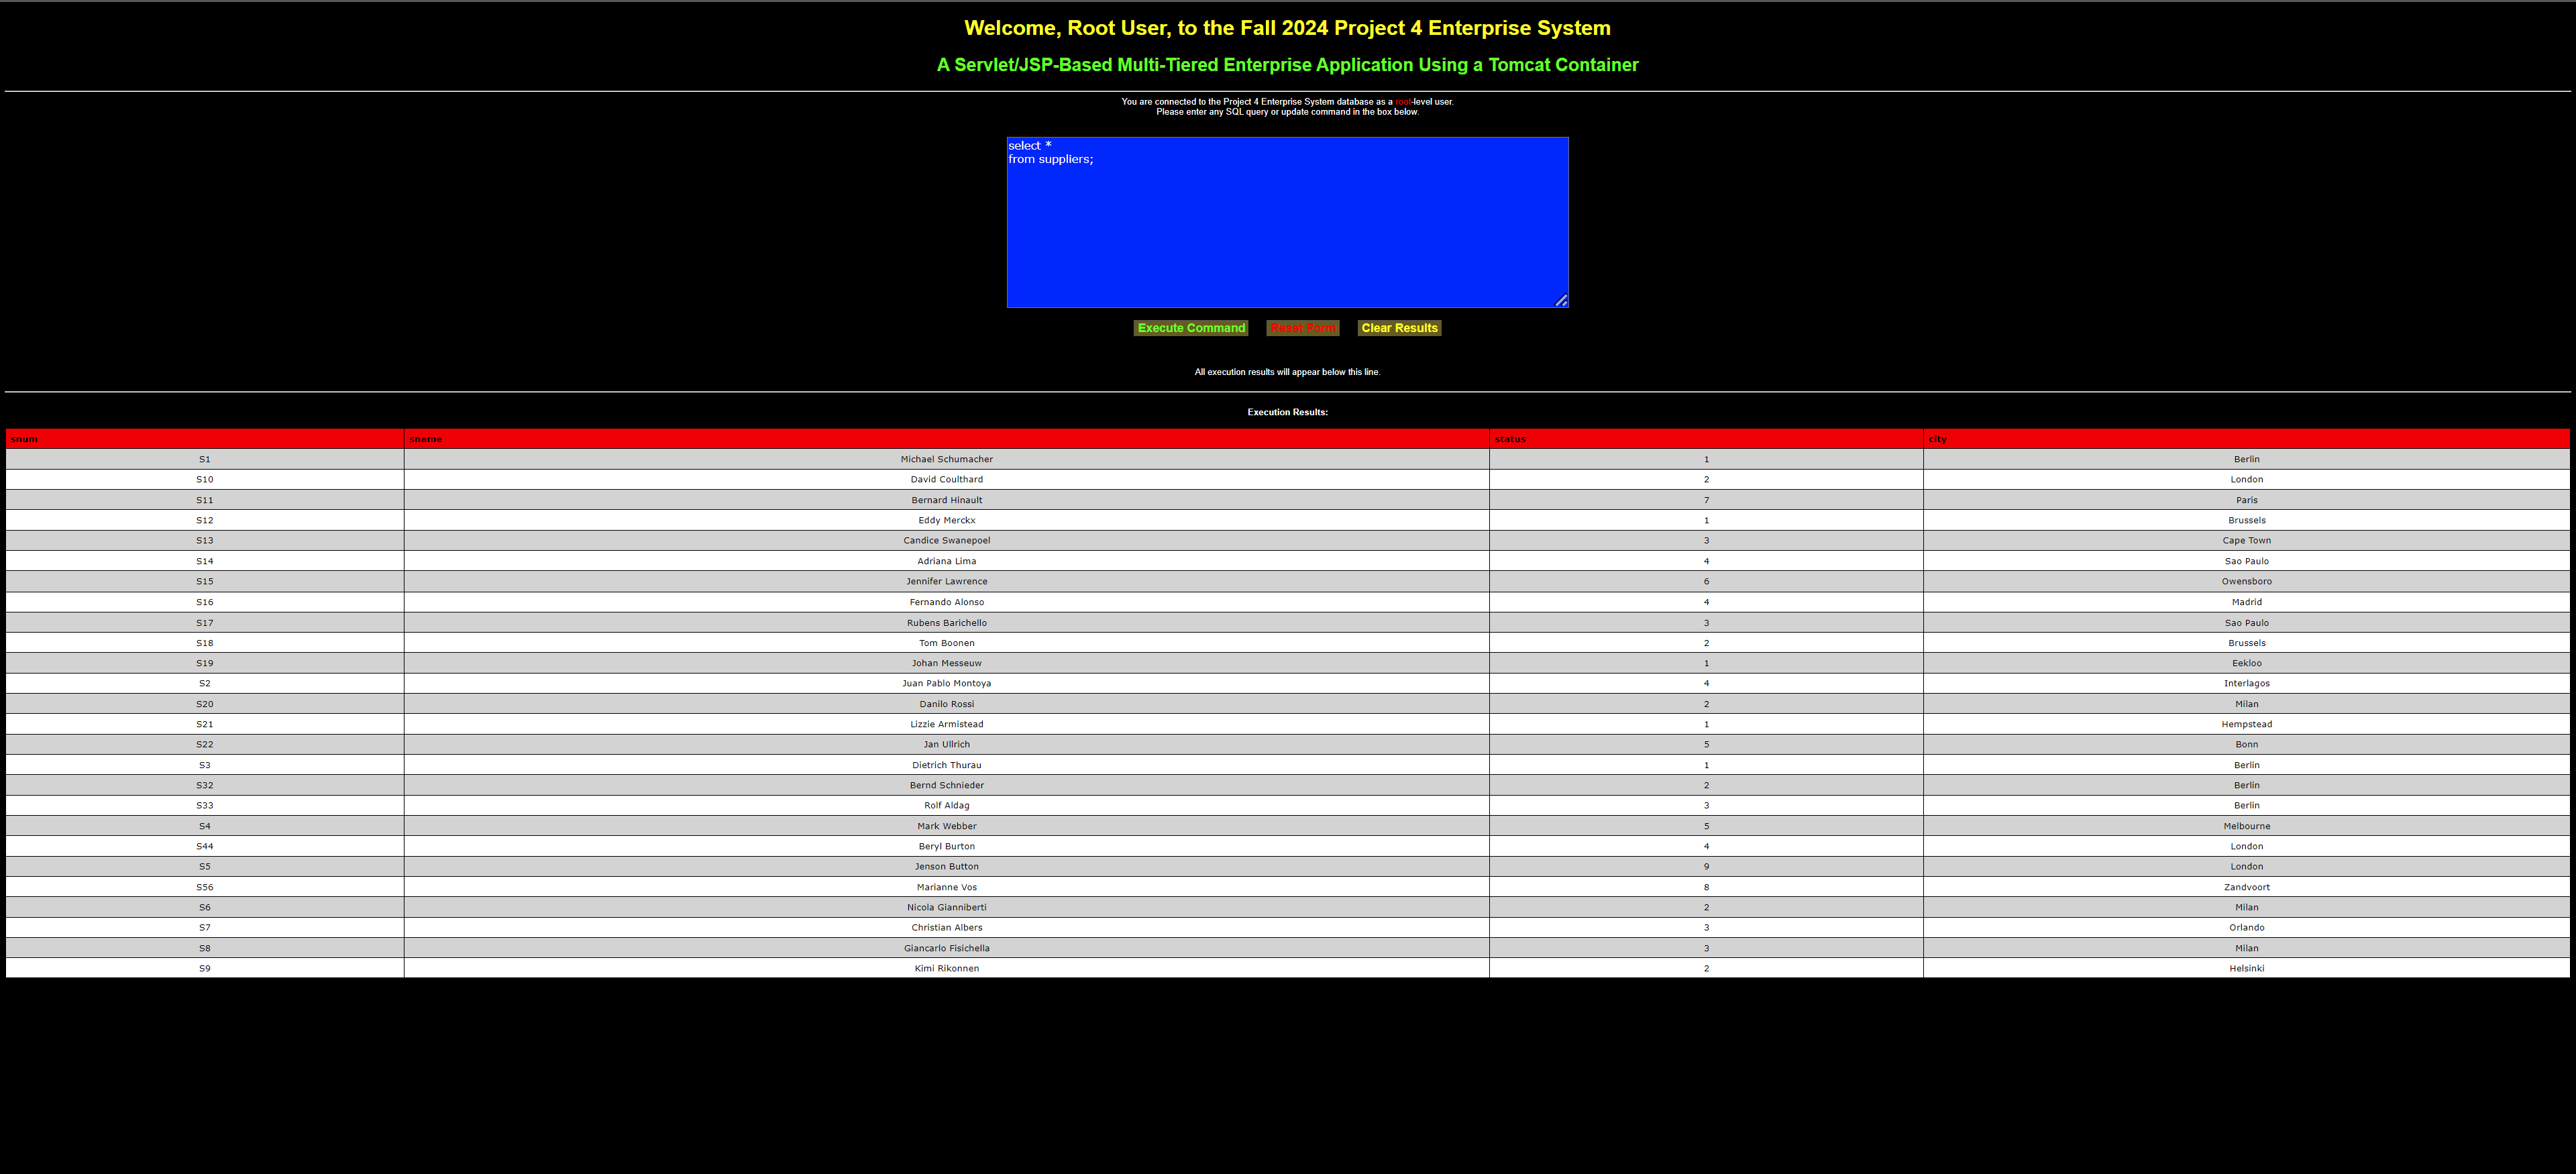 Welcome, Root User, to the Fall 2024 Project 4 Enterprise System
A Servlet/JSP-Based Multi-Tiered Enterprise Application Using a Tomcat Container
You are connected to the Project 4 Enterprise System database as a root-level user.
Please enter any SQL query or update command in the box below.
select *
from suppliers;
Execute Command Reset Form Clear Results
All execution results will appear below this line.
Execution Results:
snum sname status city
S1 Michael Schumacher 1 Berlin
S10 David Coulthard 2 London
S11 Bernard Hinault 7 Paris
S12 Eddy Merckx 1 Brussels
S13 Candice Swanepoel 3 Cape Town
S14 Adriana Lima 4 Sao Paulo
S15 Jennifer Lawrence 6 Owensboro
S16 Fernando Alonso 4 Madrid
S17 Rubens Barichello 3 Sao Paulo
S18 Tom Boonen 2 Brussels
S19 Johan Messeuw 1 Eekloo
S2 Juan Pablo Montoya 4 Interlagos
S20 Danilo Rossi 2 Milan
S21 Lizzie Armistead 1 Hempstead
S22 Jan Ullrich 5 Bonn
S3 Dietrich Thurau 1 Berlin
S32 Bernd Schnieder 2 Berlin
S33 Rolf Aldag 3 Berlin
S4 Mark Webber 5 Melbourne
S44 Beryl Burton 4 London
S5 Jenson Button 9 London
S56 Marianne Vos 8 Zandvoort
S6 Nicola Gianniberti 2 Milan
S7 Christian Albers 3 Orlando
S8 Giancarlo Fisichella 3 Milan
S9 Kimi Rikonnen 2 Helsinki